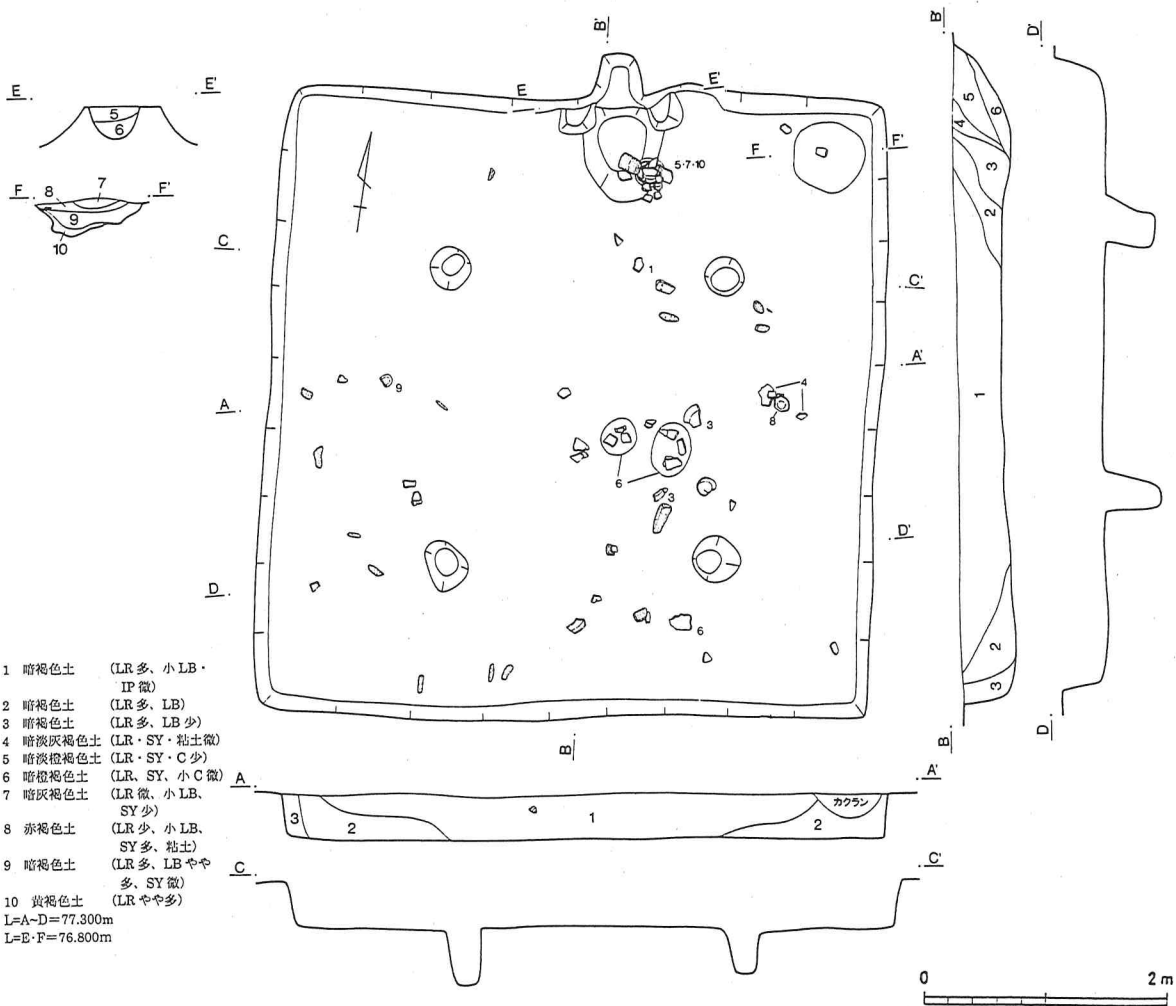 B'
E E'
5
6
F F'
8 7
9
10
E E'
5·7·10
F F'
C C'
1
A A'
9
4
8
3
6
3
D D'
6
B
B'
5
6
4
3
2
1
2
3
B
D'
D
1 暗褐色土 (LR多、小LB・
IP微)
2 暗褐色土 (LR多、LB)
3 暗褐色土 (LR多、LB少)
4 暗淡灰褐色土 (LR・SY・粘土微)
5 暗淡橙褐色土 (LR・SY・C少)
6 暗橙褐色土 (LR、SY、小C微)
7 暗灰褐色土 (LR微、小LB、
SY少)
8 赤褐色土 (LR少、小LB、
SY多、粘土)
9 暗褐色土 (LR多、LBやや
多、SY微)
10 黄褐色土 (LRやや多)
L=A~D=77.300m
L=E·F=76.800m
A A'
3 2 1 2 カクラン
C C'
0 2m